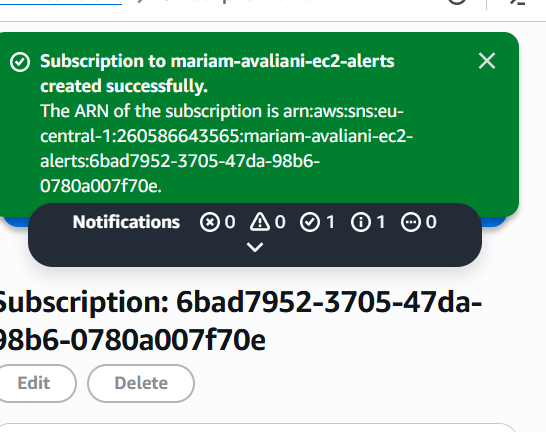 Subscription to mariam-avaliani-ec2-alerts
created successfully.
The ARN of the subscription is arn:aws:sns:eu-
central-1:260586643565:mariam-avaliani-ec2-
alerts:6bad7952-3705-47da-98b6-
0780a007f70e.
Notifications 0 0 1 1 0
Subscription: 6bad7952-3705-47da-
98b6-0780a007f70e
Edit Delete